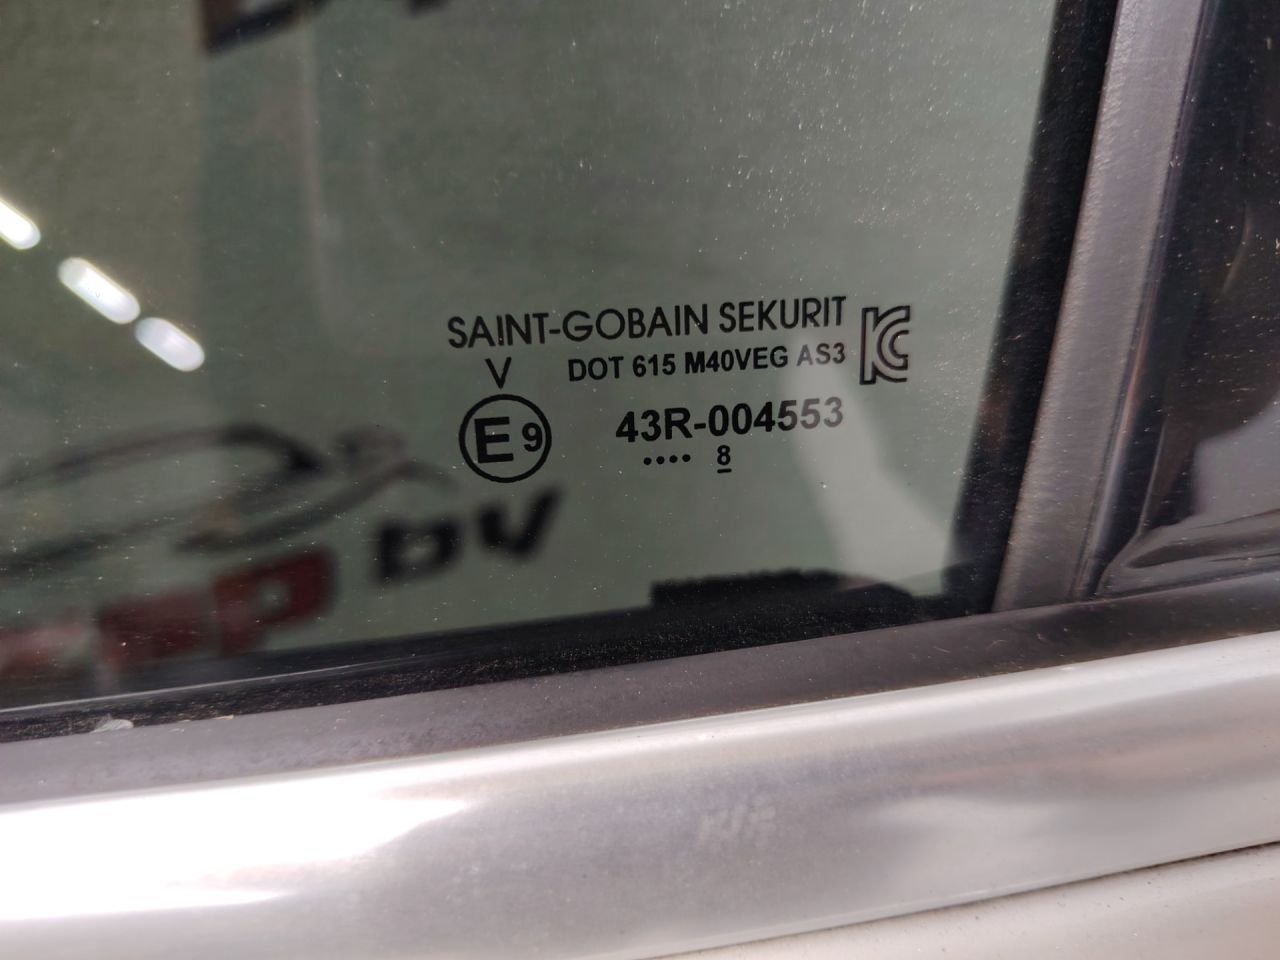 SAINT-GOBAIN SEKURIT
V DOT 615 M40VEG AS3
E9 43R-004553
.... 8